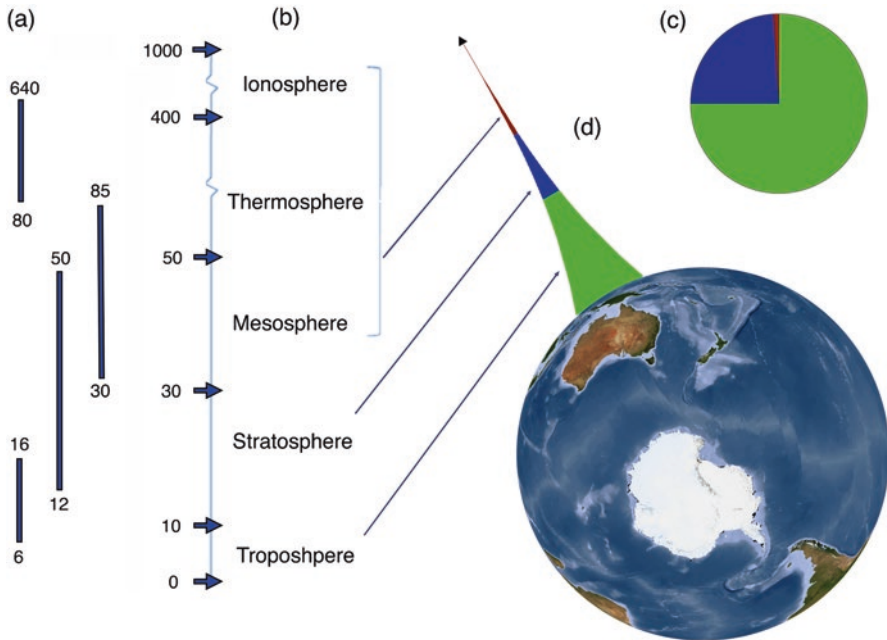 (a)
(b)
(c)
(d)
640
80
85
30
50
12
16
6
1000
400
50
30
10
0
Ionosphere
Thermosphere
Mesosphere
Stratosphere
Troposhpere